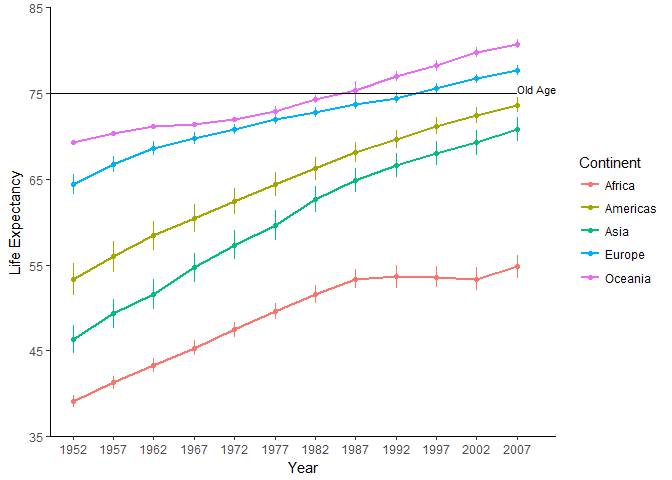 85
75
65
55
45
35
Life Expectancy
Old Age
1952 1957 1962 1967 1972 1977 1982 1987 1992 1997 2002 2007
Year
Continent
Africa
Americas
Asia
Europe
Oceania